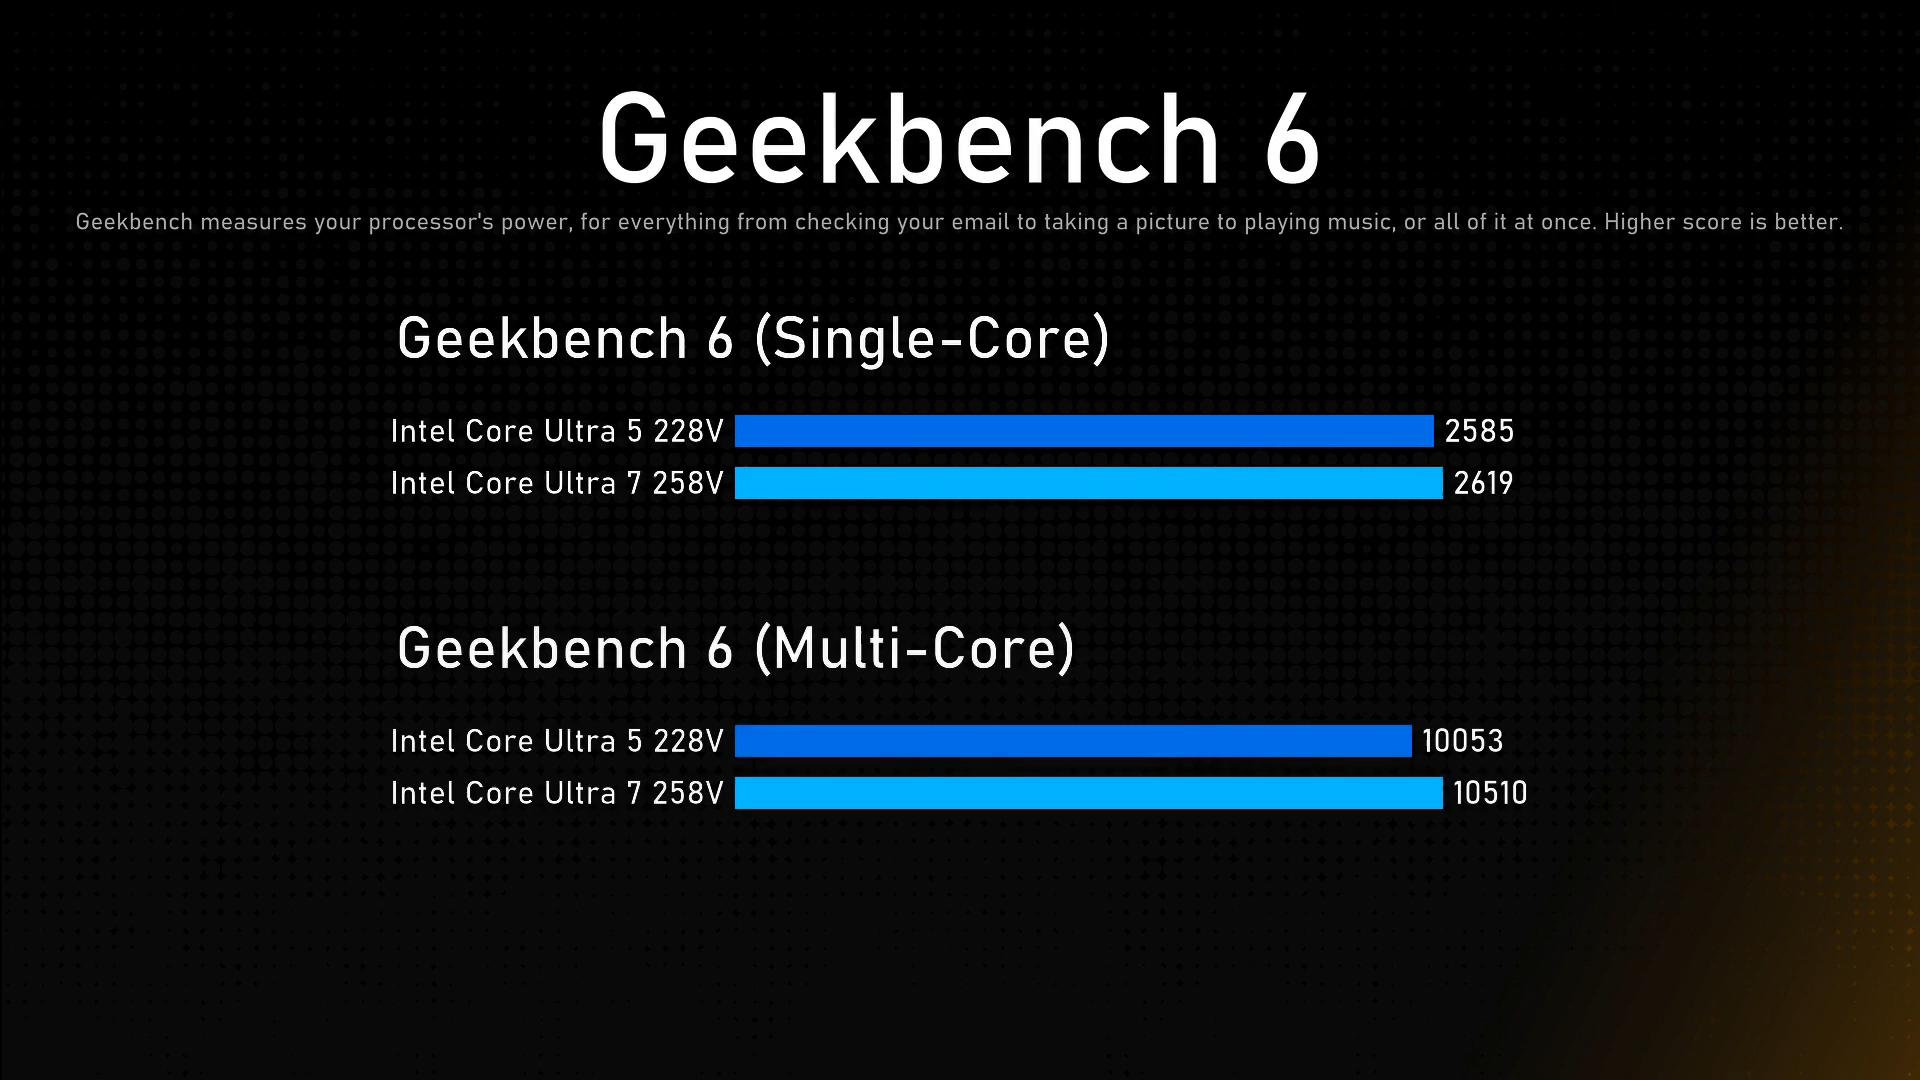 Geekbench 6
Geekbench measures your processor's power, for everything from checking your email to taking a picture to playing music, or all of it at once. Higher score is better.
Geekbench 6 (Single-Core)
Intel Core Ultra 5 228V 2585
Intel Core Ultra 7 258V 2619
Geekbench 6 (Multi-Core)
Intel Core Ultra 5 228V 10053
Intel Core Ultra 7 258V 10510